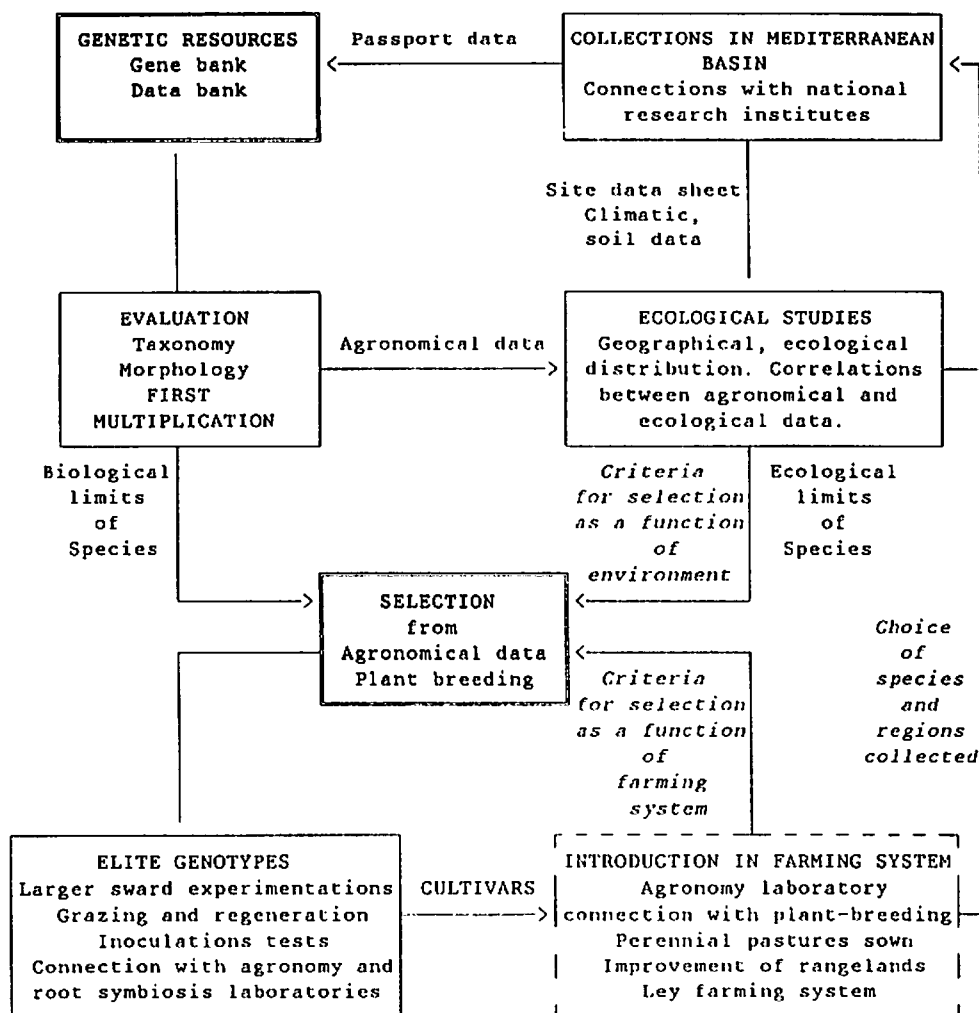 GENETIC RESOURCES
Gene bank
Data bank
Passport data
COLLECTIONS IN MEDITERRANEAN
BASIN
Connections with national
research institutes
Site data sheet
Climatic,
soil data
EVALUATION
Taxonomy
Morphology
FIRST
MULTIPLICATION
Agronomical data
ECOLOGICAL STUDIES
Geographical, ecological
distribution. Correlations
between agronomical and
ecological data.
Biological
limits
of
Species
Criteria
for selection
as a function
of
environment
Ecological
limits
of
Species
SELECTION
from
Agronomical data
Plant breeding
Criteria
for selection
as a function
of
farming
system
Choice
of
species
and
regions
collected
ELITE GENOTYPES
Larger sward experimentations
Grazing and regeneration
Inoculations tests
Connection with agronomy and
root symbiosis laboratories
CULTIVARS
INTRODUCTION IN FARMING SYSTEM
Agronomy laboratory
connection with plant-breeding
Perennial pastures sown
Improvement of rangelands
Ley farming system